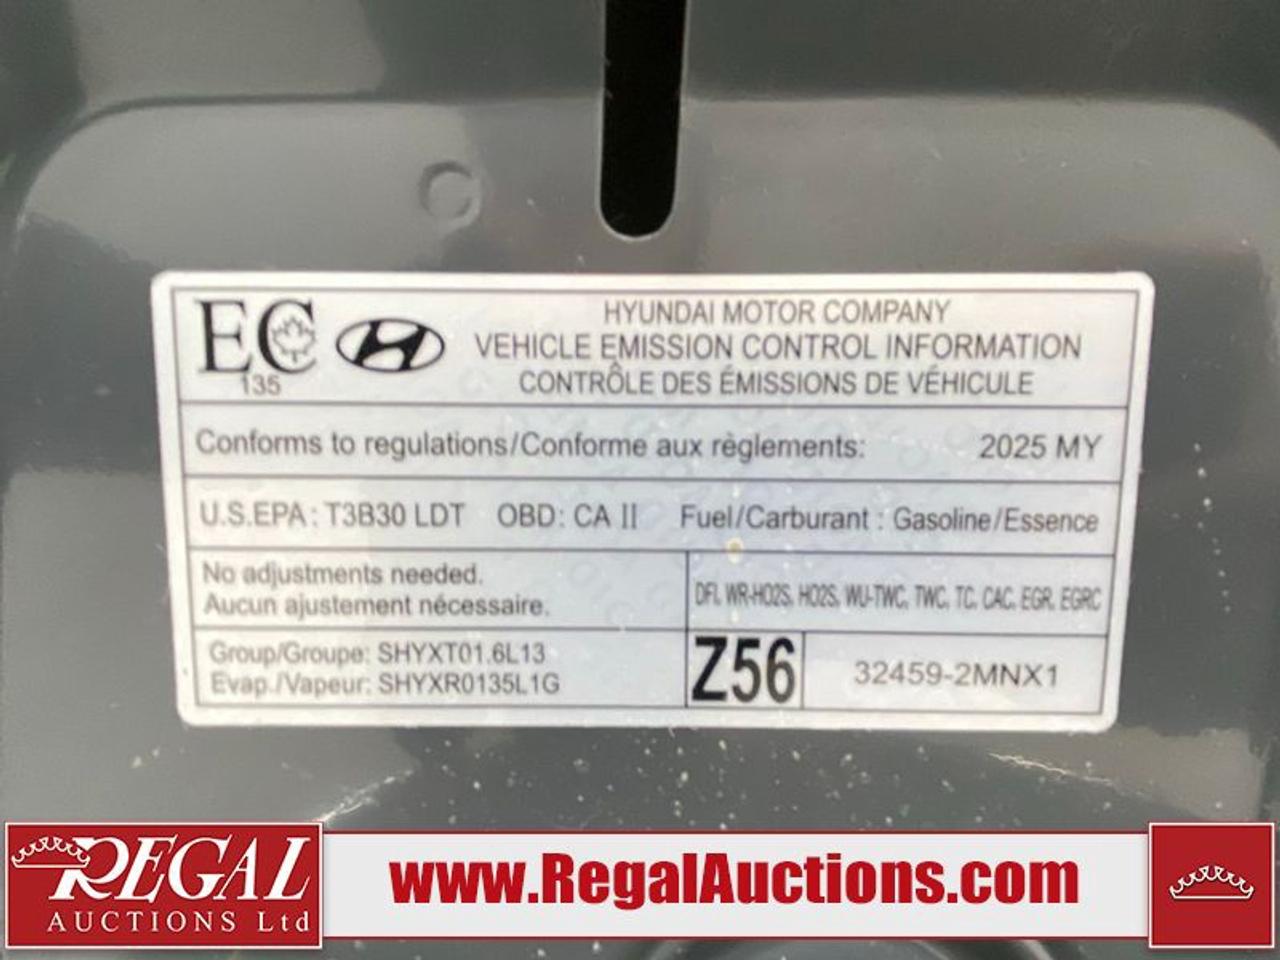 EC
135
HYUNDAI MOTOR COMPANY
VEHICLE EMISSION CONTROL INFORMATION
CONTRÔLE DES ÉMISSIONS DE VÉHICULE
Conforms to regulations/Conforme aux règlements: 2025 MY
U.S.EPA: T3B30 LDT OBD: CA II Fuel/Carburant : Gasoline/Essence
No adjustments needed.
Aucun ajustement nécessaire.
DFI, WR-HO2S, HO2S, WU-TWC, TWC, TC, CAC, EGR, EGRC
Group/Groupe: SHYXT01.6L13
Evap./Vapeur: SHYXR0135L1G
Z56
32459-2MNX1
REGAL
AUCTIONS Ltd
www.RegalAuctions.com